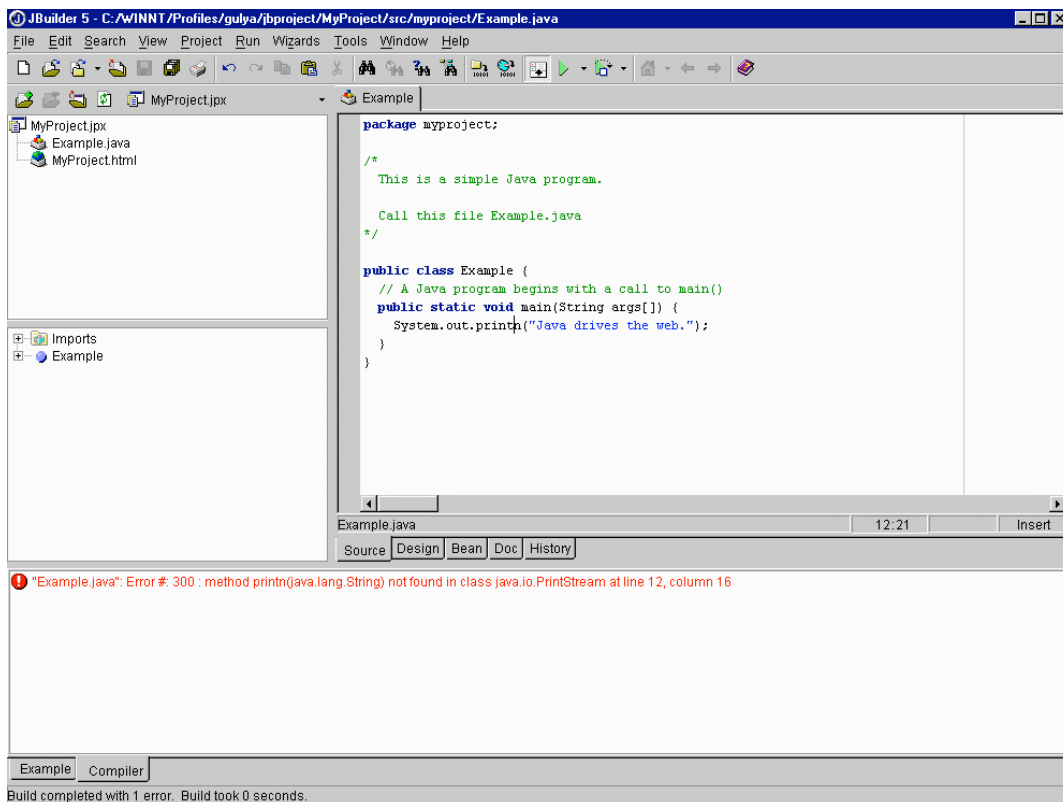 JBuilder 5 - C:/WINNT/Profiles/gulya/jbproject/MyProject/src/myproject/Example.java
File Edit Search View Project Run Wizards Tools Window Help
MyProject.jpx
Example
MyProject.jpx
Example.java
MyProject.html
package myproject;
/*
This is a simple Java program.
Call this file Example.java
*/
public class Example {
// A Java program begins with a call to main()
public static void main(String args[]) {
System.out.printn("Java drives the web.");
}
}
Imports
Example
Example.java
12:21
Insert
Source Design Bean Doc History
"Example.java": Error #: 300 : method printn(java.lang.String) not found in class java.io.PrintStream at line 12, column 16
Example Compiler
Build completed with 1 error. Build took 0 seconds.